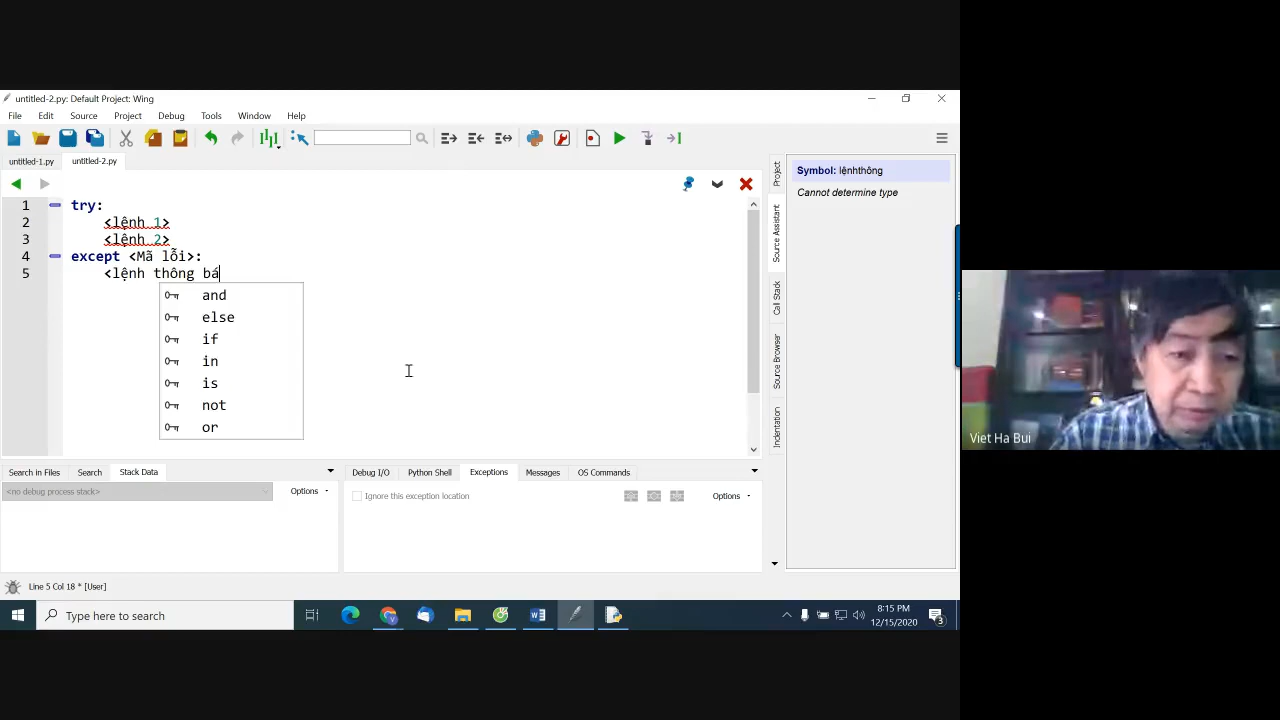 untitled-2.py: Default Project: Wing
File Edit Source Project Debug Tools Window Help
untitled-1.py untitled-2.py
1 try:
2 <lệnh 1>
3 <lệnh 2>
4 except <Mã lỗi>:
5 <lệnh thông bá
and
else
if
in
is
not
or
Project
Source Assistant
Call Stack
Source Browser
Indentation
Symbol: lệnhthông
Cannot determine type
Viet Ha Bui
Search in Files Search Stack Data
<no debug process stack> Options
Debug I/O Python Shell Exceptions Messages OS Commands
Ignore this exception location Options
Line 5 Col 18 * [User]
Type here to search
8:15 PM
12/15/2020
3